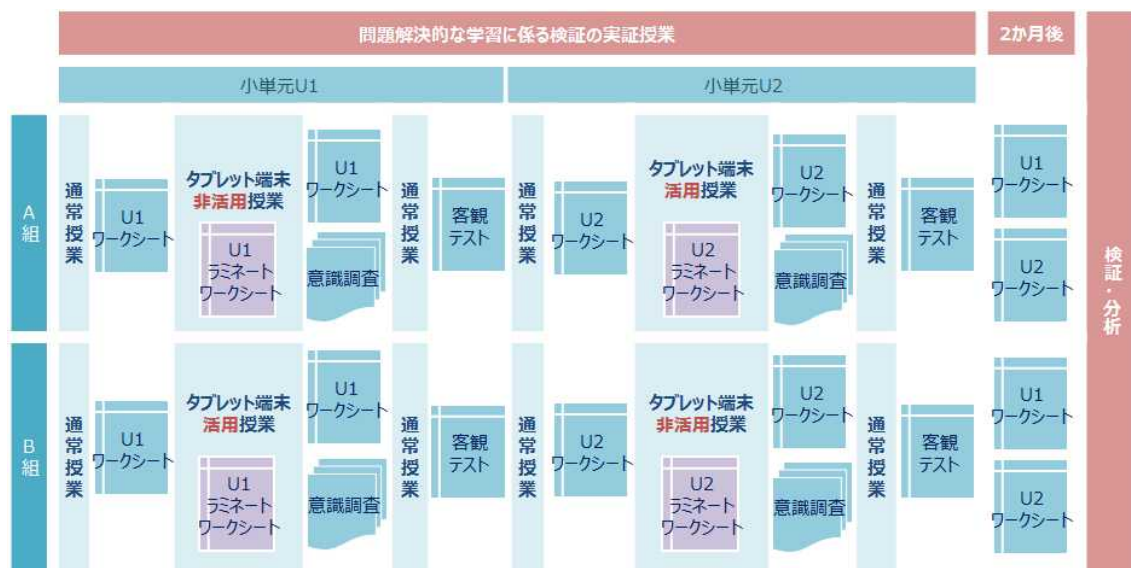 問題解決的な学習に係る検証の実証授業
2か月後
小単元U1
小単元U2
A組
通常授業
U1
ワークシート
タブレット端末
非活用授業
U1
ラミネート
ワークシート
U1
ワークシート
意識調査
通常授業
客観
テスト
通常授業
U2
ワークシート
タブレット端末
活用授業
U2
ラミネート
ワークシート
U2
ワークシート
意識調査
通常授業
客観
テスト
U1
ワークシート
U2
ワークシート
B組
通常授業
U1
ワークシート
タブレット端末
活用授業
U1
ラミネート
ワークシート
U1
ワークシート
意識調査
通常授業
客観
テスト
通常授業
U2
ワークシート
タブレット端末
非活用授業
U2
ラミネート
ワークシート
U2
ワークシート
意識調査
通常授業
客観
テスト
U1
ワークシート
U2
ワークシート
検証・分析